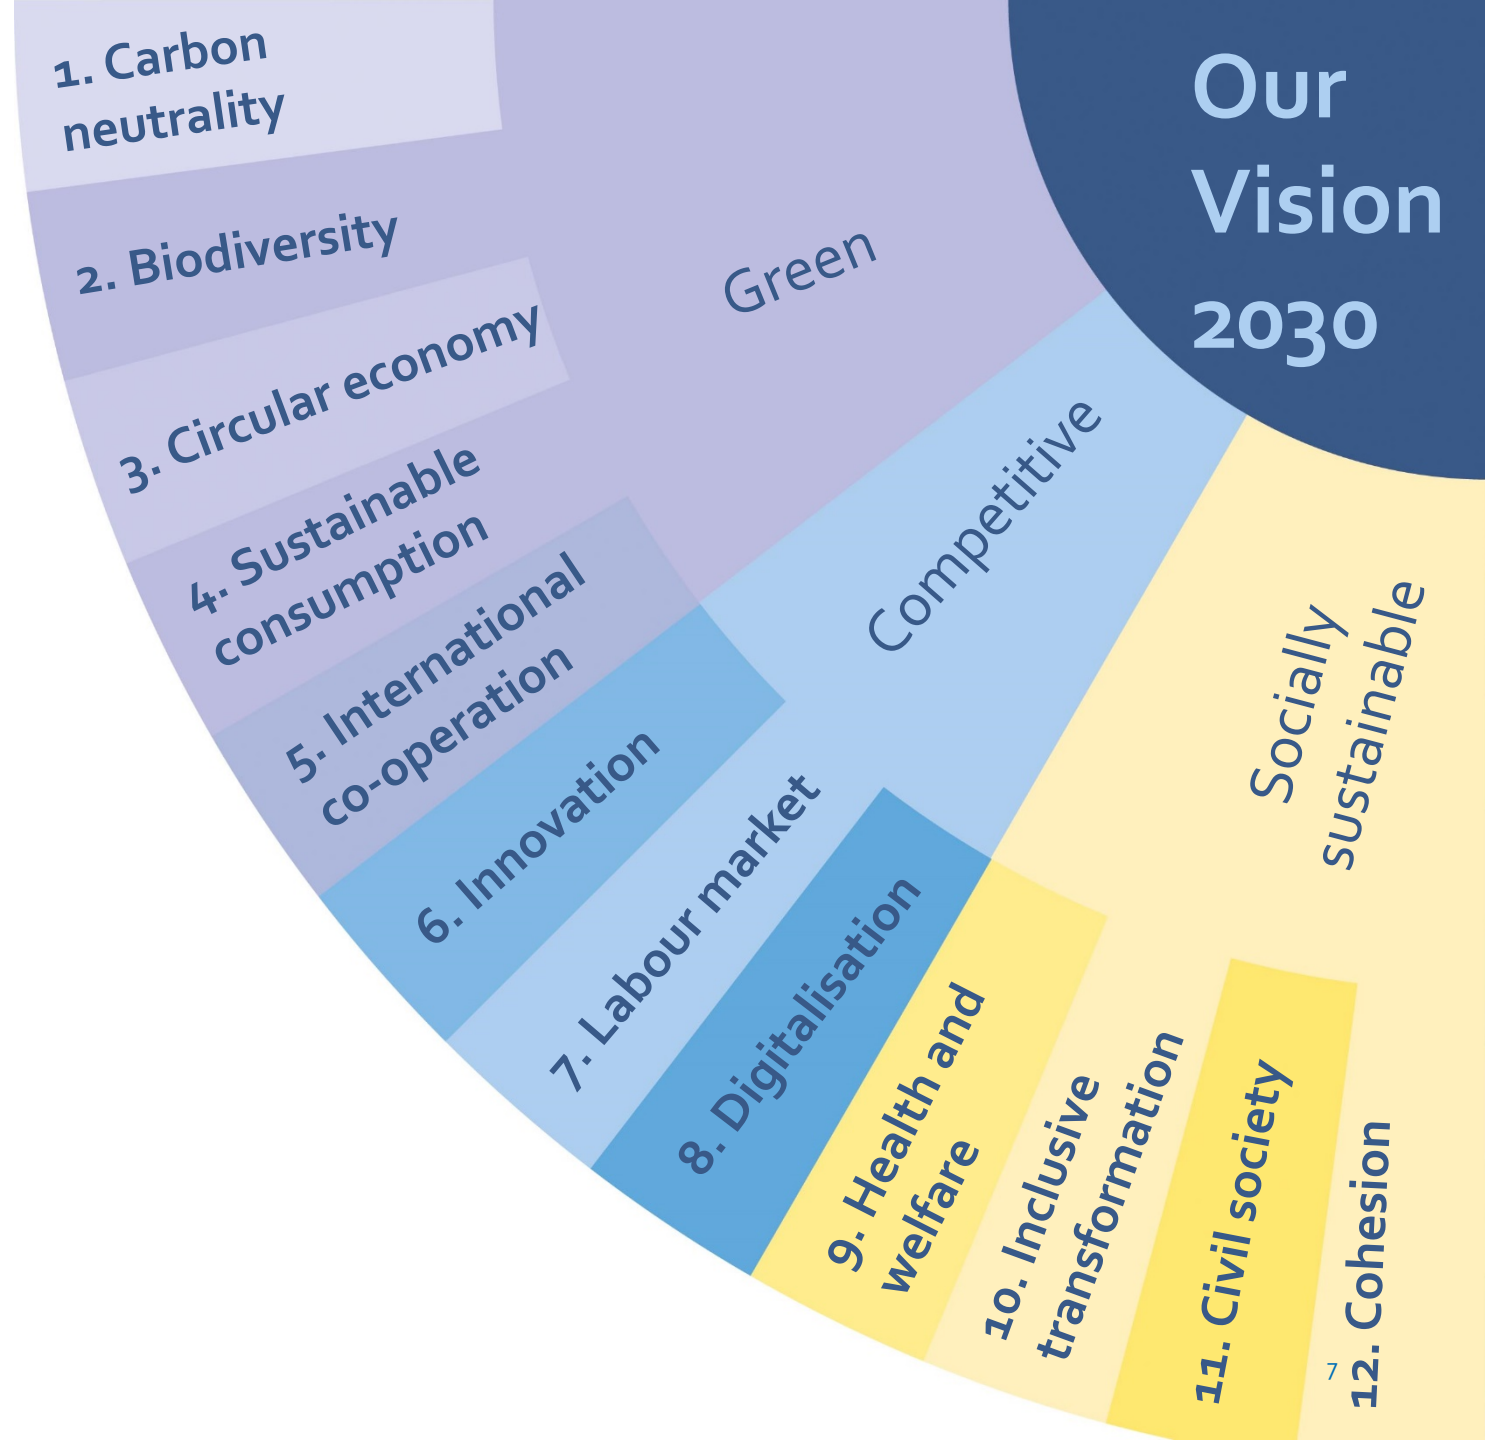 Our
Vision
2030
Green
1. Carbon
neutrality
2. Biodiversity
3. Circular economy
4. Sustainable
consumption
5. International
co-operation
Competitive
6. Innovation
7. Labour market
8. Digitalisation
Socially
sustainable
9. Health and
welfare
10. Inclusive
transformation
11. Civil society
12. Cohesion
7